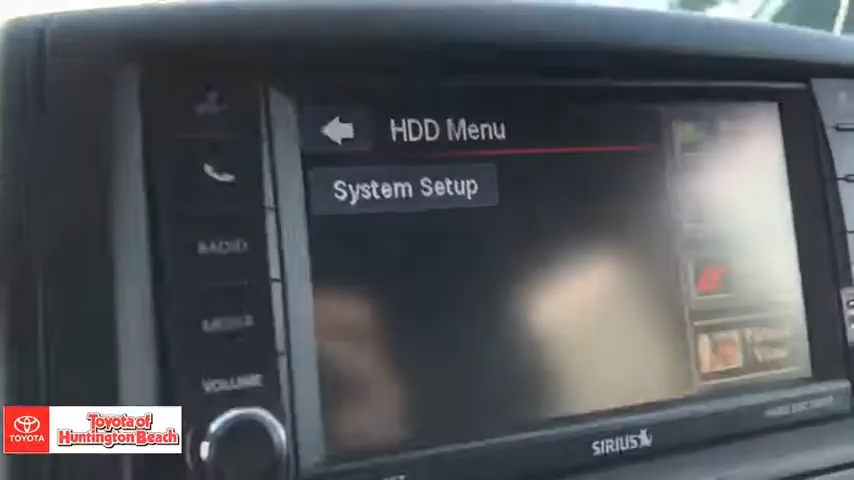 HDD Menu
System Setup
RADIO
MEDIA
VOLUME
SIRIUS
TOYOTA
Toyota of
Huntington Beach